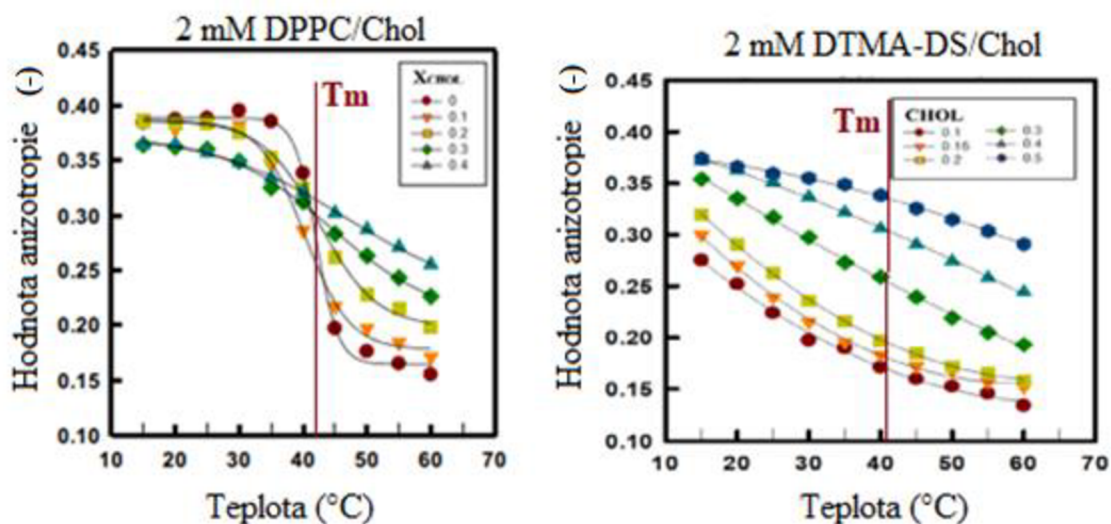 2 mM DPPC/Chol
Hodnota anizotropie (-)
0.45
0.40
0.35
0.30
0.25
0.20
0.15
0.10
10 20 30 40 50 60 70
Teplota (°C)
Tm
XCHOL
0
0.1
0.2
0.3
0.4
2 mM DTMA-DS/Chol
Hodnota anizotropie (-)
0.45
0.40
0.35
0.30
0.25
0.20
0.15
0.10
10 20 30 40 50 60 70
Teplota (°C)
Tm
CHOL
0.1 0.3
0.15 0.4
0.2 0.5